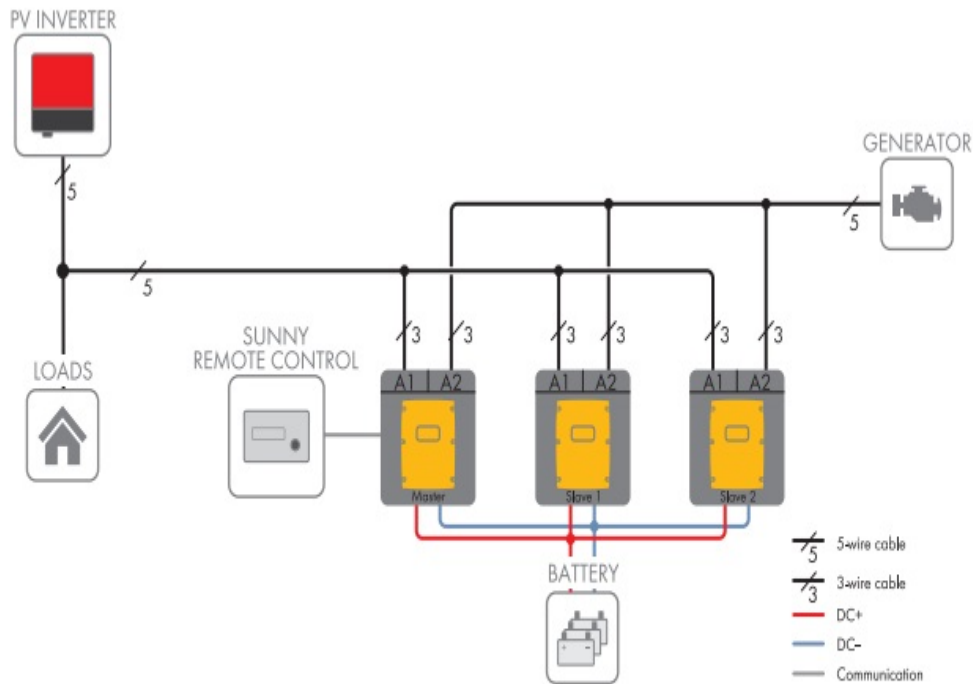 PV INVERTER
5
GENERATOR
5
5
SUNNY
REMOTE CONTROL
3
3
3
3
3
3
LOADS
A1 | A2
A1 | A2
A1 | A2
Master
Slave 1
Slave 2
BATTERY
5 5-wire cable
3 3-wire cable
DC+
DC–
Communication